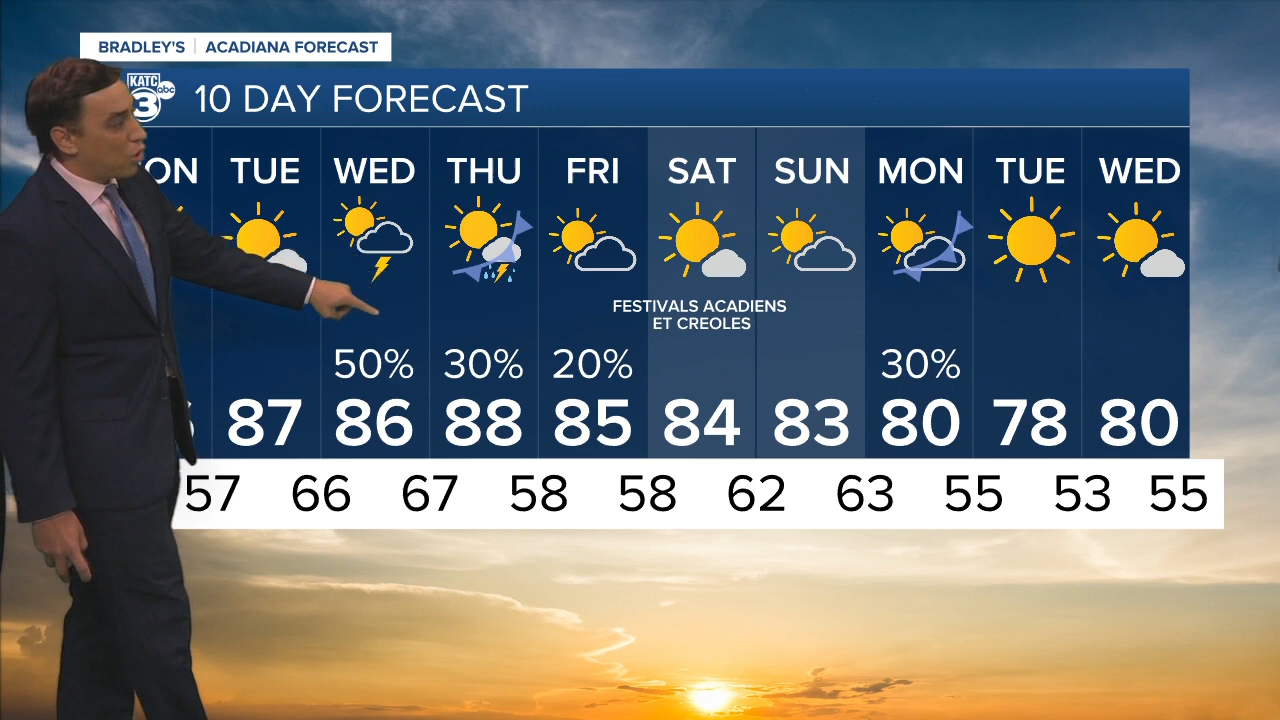 BRADLEY'S | ACADIANA FORECAST
KATC abc
3
10 DAY FORECAST
ON TUE WED THU FRI SAT SUN MON TUE WED
FESTIVALS ACADIENS
ET CREOLES
50% 30% 20% 30%
87 86 88 85 84 83 80 78 80
57 66 67 58 58 62 63 55 53 55